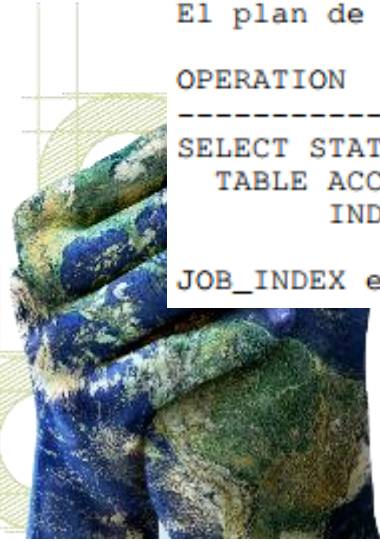 El plan de
OPERATION
------------
SELECT STAT
TABLE ACC
IND
JOB_INDEX e